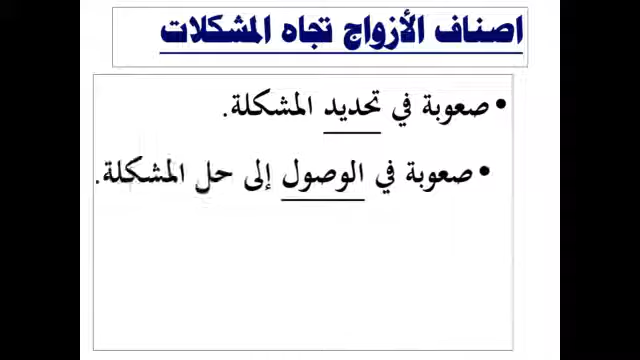 اصناف الأزواج تجاه المشكلات
• صعوبة في تحديد المشكلة.
• صعوبة في الوصول إلى حل المشكلة.